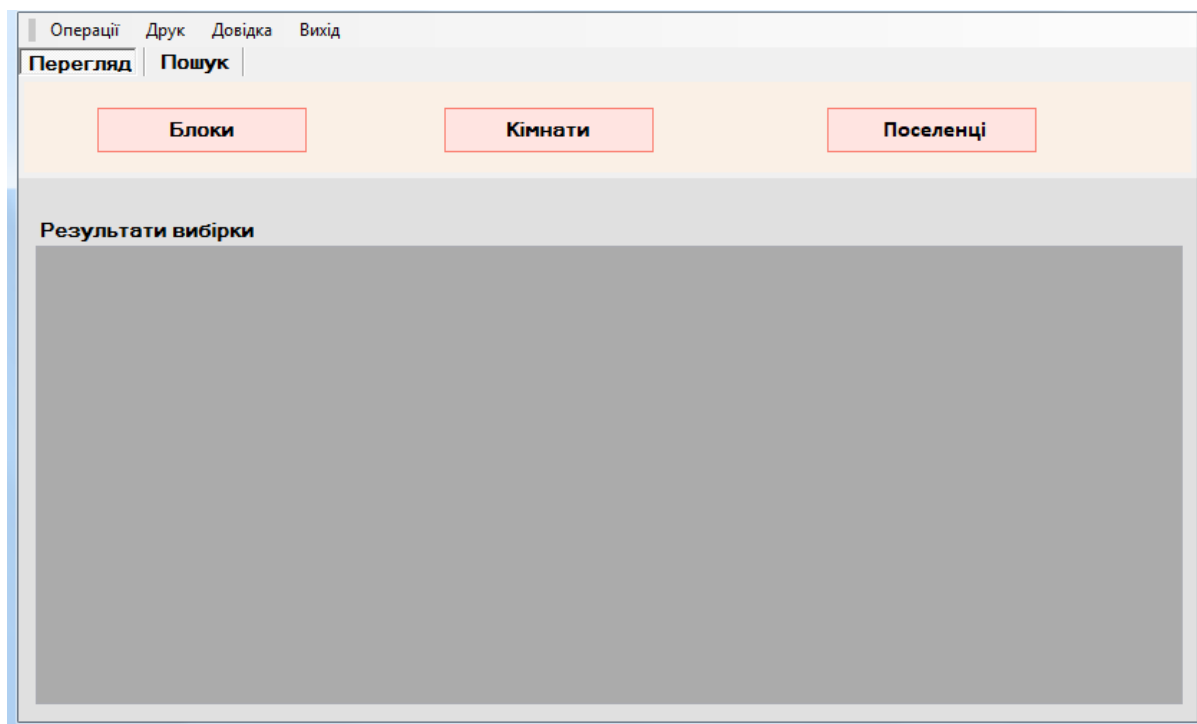 Операції Друк Довідка Вихід
Перегляд Пошук
Блоки Кімнати Поселенці
Результати вибірки